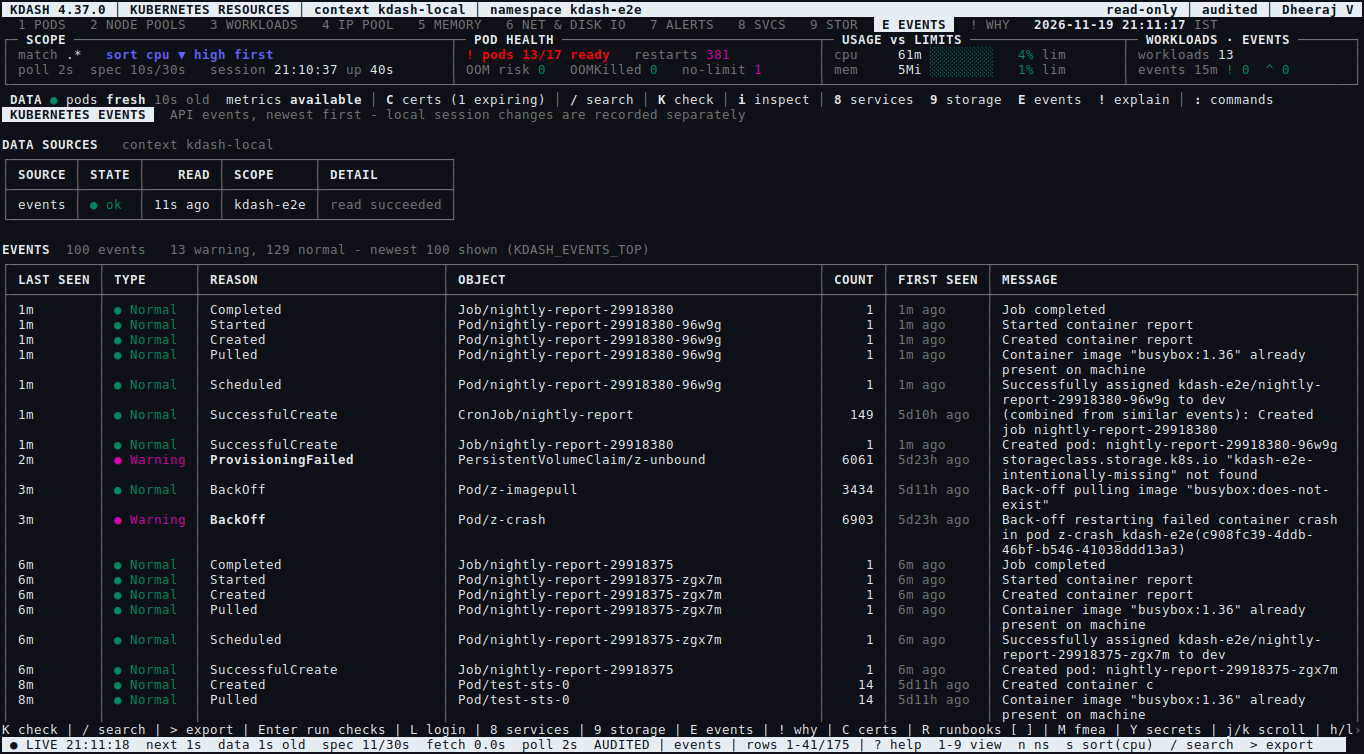 KDASH 4.37.0 │ KUBERNETES RESOURCES │ context kdash-local │ namespace kdash-e2e read-only │ audited │ Dheeraj V
1 PODS 2 NODE POOLS 3 WORKLOADS 4 IP POOL 5 MEMORY 6 NET & DISK IO 7 ALERTS 8 SVCS 9 STOR E EVENTS ! WHY 2026-11-19 21:11:17 IST
SCOPE POD HEALTH USAGE vs LIMITS WORKLOADS · EVENTS
match .* sort cpu ▼ high first ! pods 13/17 ready restarts 381 cpu 61m 4% lim workloads 13
poll 2s spec 10s/30s session 21:10:37 up 40s OOM risk 0 OOMKilled 0 no-limit 1 mem 5Mi 1% lim events 15m ! 0 ^ 0
DATA ● pods fresh 10s old metrics available │ C certs (1 expiring) │ / search │ K check │ i inspect │ 8 services 9 storage E events ! explain │ : commands
KUBERNETES EVENTS API events, newest first - local session changes are recorded separately
DATA SOURCES context kdash-local
SOURCE │ STATE │ READ │ SCOPE │ DETAIL
events │ ● ok │ 11s ago │ kdash-e2e │ read succeeded
EVENTS 100 events 13 warning, 129 normal - newest 100 shown (KDASH_EVENTS_TOP)
LAST SEEN │ TYPE │ REASON │ OBJECT │ COUNT │ FIRST SEEN │ MESSAGE
1m │ ● Normal │ Completed │ Job/nightly-report-29918380 │ 1 │ 1m ago │ Job completed
1m │ ● Normal │ Started │ Pod/nightly-report-29918380-96w9g │ 1 │ 1m ago │ Started container report
1m │ ● Normal │ Created │ Pod/nightly-report-29918380-96w9g │ 1 │ 1m ago │ Created container report
1m │ ● Normal │ Pulled │ Pod/nightly-report-29918380-96w9g │ 1 │ 1m ago │ Container image "busybox:1.36" already
present on machine
1m │ ● Normal │ Scheduled │ Pod/nightly-report-29918380-96w9g │ 1 │ 1m ago │ Successfully assigned kdash-e2e/nightly-
report-29918380-96w9g to dev
1m │ ● Normal │ SuccessfulCreate │ CronJob/nightly-report │ 149 │ 5d10h ago │ (combined from similar events): Created
job nightly-report-29918380
1m │ ● Normal │ SuccessfulCreate │ Job/nightly-report-29918380 │ 1 │ 1m ago │ Created pod: nightly-report-29918380-96w9g
2m │ ● Warning │ ProvisioningFailed │ PersistentVolumeClaim/z-unbound │ 6061 │ 5d23h ago │ storageclass.storage.k8s.io "kdash-e2e-
intentionally-missing" not found
3m │ ● Normal │ BackOff │ Pod/z-imagepull │ 3434 │ 5d11h ago │ Back-off pulling image "busybox:does-not-
exist"
3m │ ● Warning │ BackOff │ Pod/z-crash │ 6903 │ 5d23h ago │ Back-off restarting failed container crash
in pod z-crash_kdash-e2e(c908fc39-4ddb-
46bf-b546-41038ddd13a3)
6m │ ● Normal │ Completed │ Job/nightly-report-29918375 │ 1 │ 6m ago │ Job completed
6m │ ● Normal │ Started │ Pod/nightly-report-29918375-zgx7m │ 1 │ 6m ago │ Started container report
6m │ ● Normal │ Created │ Pod/nightly-report-29918375-zgx7m │ 1 │ 6m ago │ Created container report
6m │ ● Normal │ Pulled │ Pod/nightly-report-29918375-zgx7m │ 1 │ 6m ago │ Container image "busybox:1.36" already
present on machine
6m │ ● Normal │ Scheduled │ Pod/nightly-report-29918375-zgx7m │ 1 │ 6m ago │ Successfully assigned kdash-e2e/nightly-
report-29918375-zgx7m to dev
6m │ ● Normal │ SuccessfulCreate │ Job/nightly-report-29918375 │ 1 │ 6m ago │ Created pod: nightly-report-29918375-zgx7m
8m │ ● Normal │ Created │ Pod/test-sts-0 │ 14 │ 5d11h ago │ Created container c
8m │ ● Normal │ Pulled │ Pod/test-sts-0 │ 14 │ 5d11h ago │ Container image "busybox:1.36" already
present on machine
K check | / search | > export | Enter run checks | L login | 8 services | 9 storage | E events | ! why | C certs | R runbooks [ ] | M fmea | Y secrets | j/k scroll | h/l›
● LIVE 21:11:18 next 1s data 1s old spec 11/30s fetch 0.0s poll 2s AUDITED │ events │ rows 1-41/175 │ ? help 1-9 view n ns s sort(cpu) / search > export